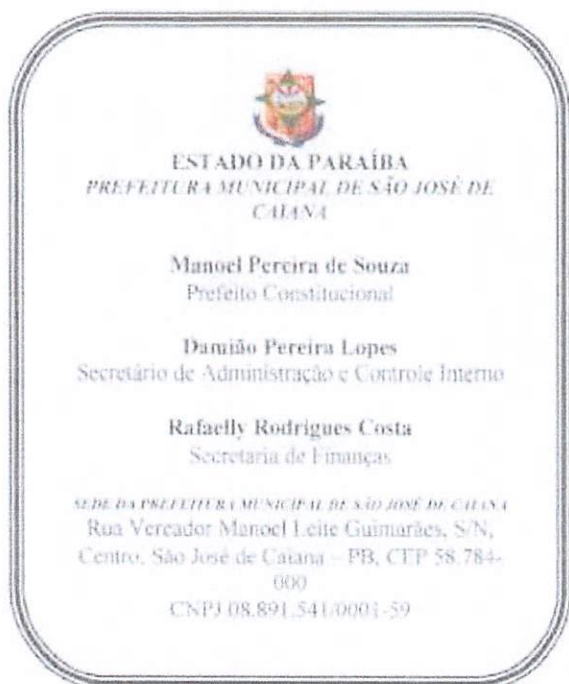 ESTADO DA PARAÍBA
PREFEITURA MUNICIPAL DE SÃO JOSÉ DE
CAIANA
Manoel Pereira de Souza
Prefeito Constitucional
Damião Pereira Lopes
Secretário de Administração e Controle Interno
Rafaelly Rodrigues Costa
Secretaria de Finanças
SEDE DA PREFEITURA MUNICIPAL DE SÃO JOSÉ DE CAIANA
Rua Vereador Manoel Leite Guimarães, S/N,
Centro, São José de Caiana – PB, CEP 58.784-
000
CNPJ 08.891.541/0001-59